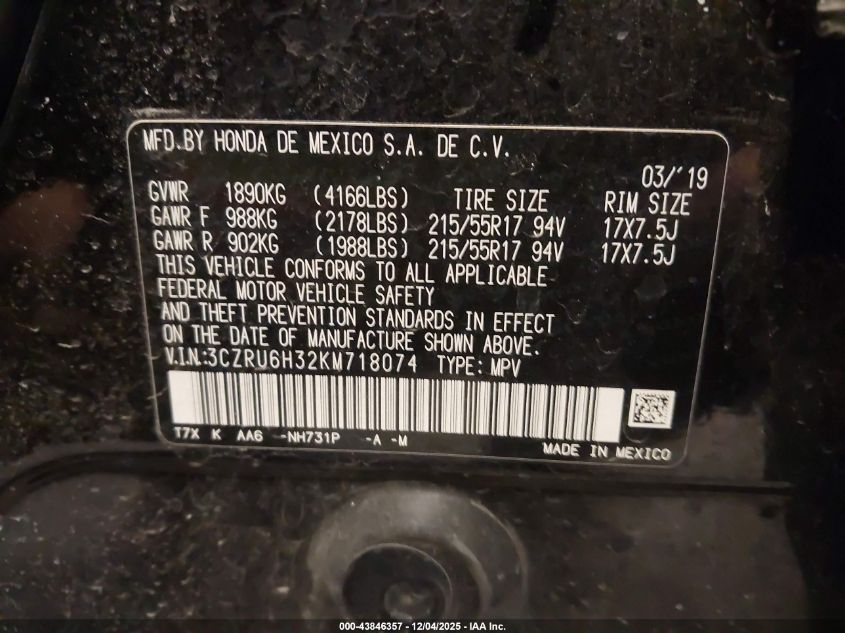 MFD.BY HONDA DE MEXICO S.A. DE C.V.
03/'19
GVWR 1890KG (4166LBS) TIRE SIZE RIM SIZE
GAWR F 988KG (2178LBS) 215/55R17 94V 17X7.5J
GAWR R 902KG (1988LBS) 215/55R17 94V 17X7.5J
THIS VEHICLE CONFORMS TO ALL APPLICABLE
FEDERAL MOTOR VEHICLE SAFETY
AND THEFT PREVENTION STANDARDS IN EFFECT
ON THE DATE OF MANUFACTURE SHOWN ABOVE.
V.I.N.:3CZRU6H32KM718074 TYPE: MPV
T7X K AA6 -NH731P -A -M
MADE IN MEXICO
000-43846357 - 12/04/2025 - IAA Inc.